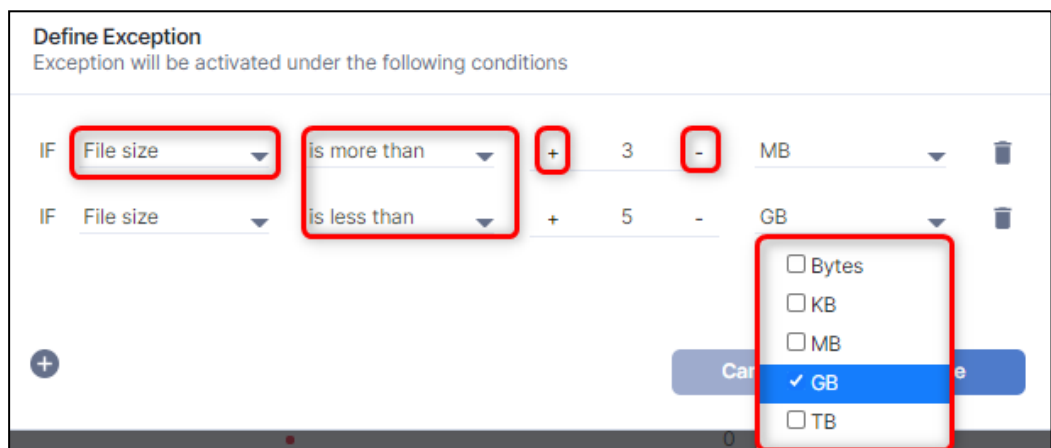 Define Exception
Exception will be activated under the following conditions
IF File size is more than + 3 - MB
IF File size is less than + 5 - GB
Bytes
KB
MB
GB
TB
0